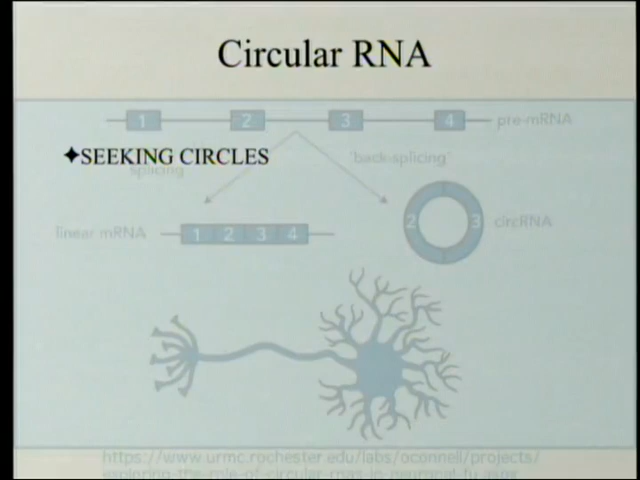 Circular RNA
1 2 3 4 pre-mRNA
✦SEEKING CIRCLES
splicing
'back-splicing'
linear mRNA 1 2 3 4
2 3 circRNA
https://www.urmc.rochester.edu/labs/oconnell/projects/